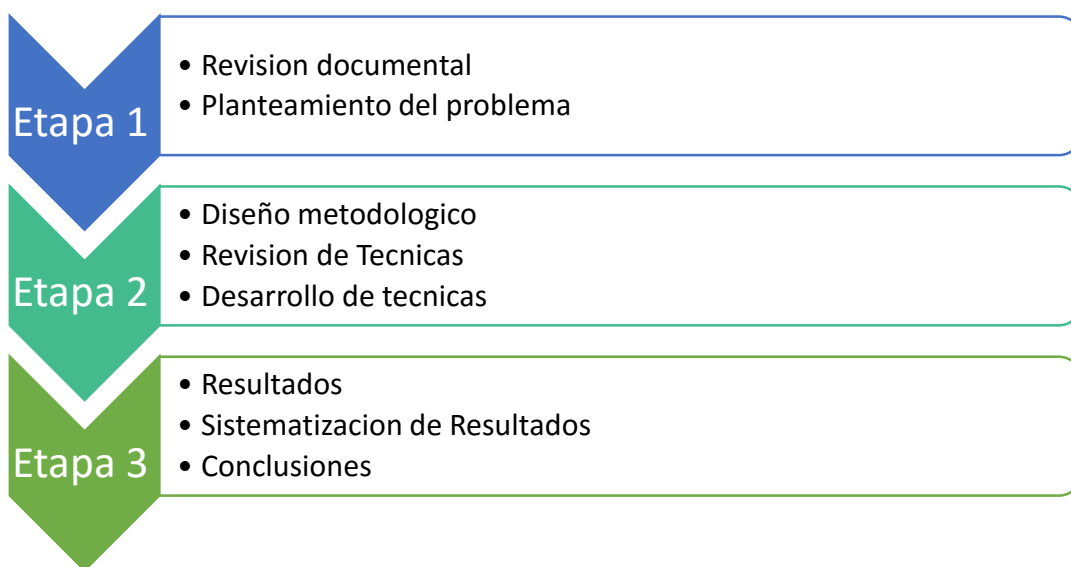 Etapa 1
• Revision documental
• Planteamiento del problema
Etapa 2
• Diseño metodologico
• Revision de Tecnicas
• Desarrollo de tecnicas
Etapa 3
• Resultados
• Sistematizacion de Resultados
• Conclusiones